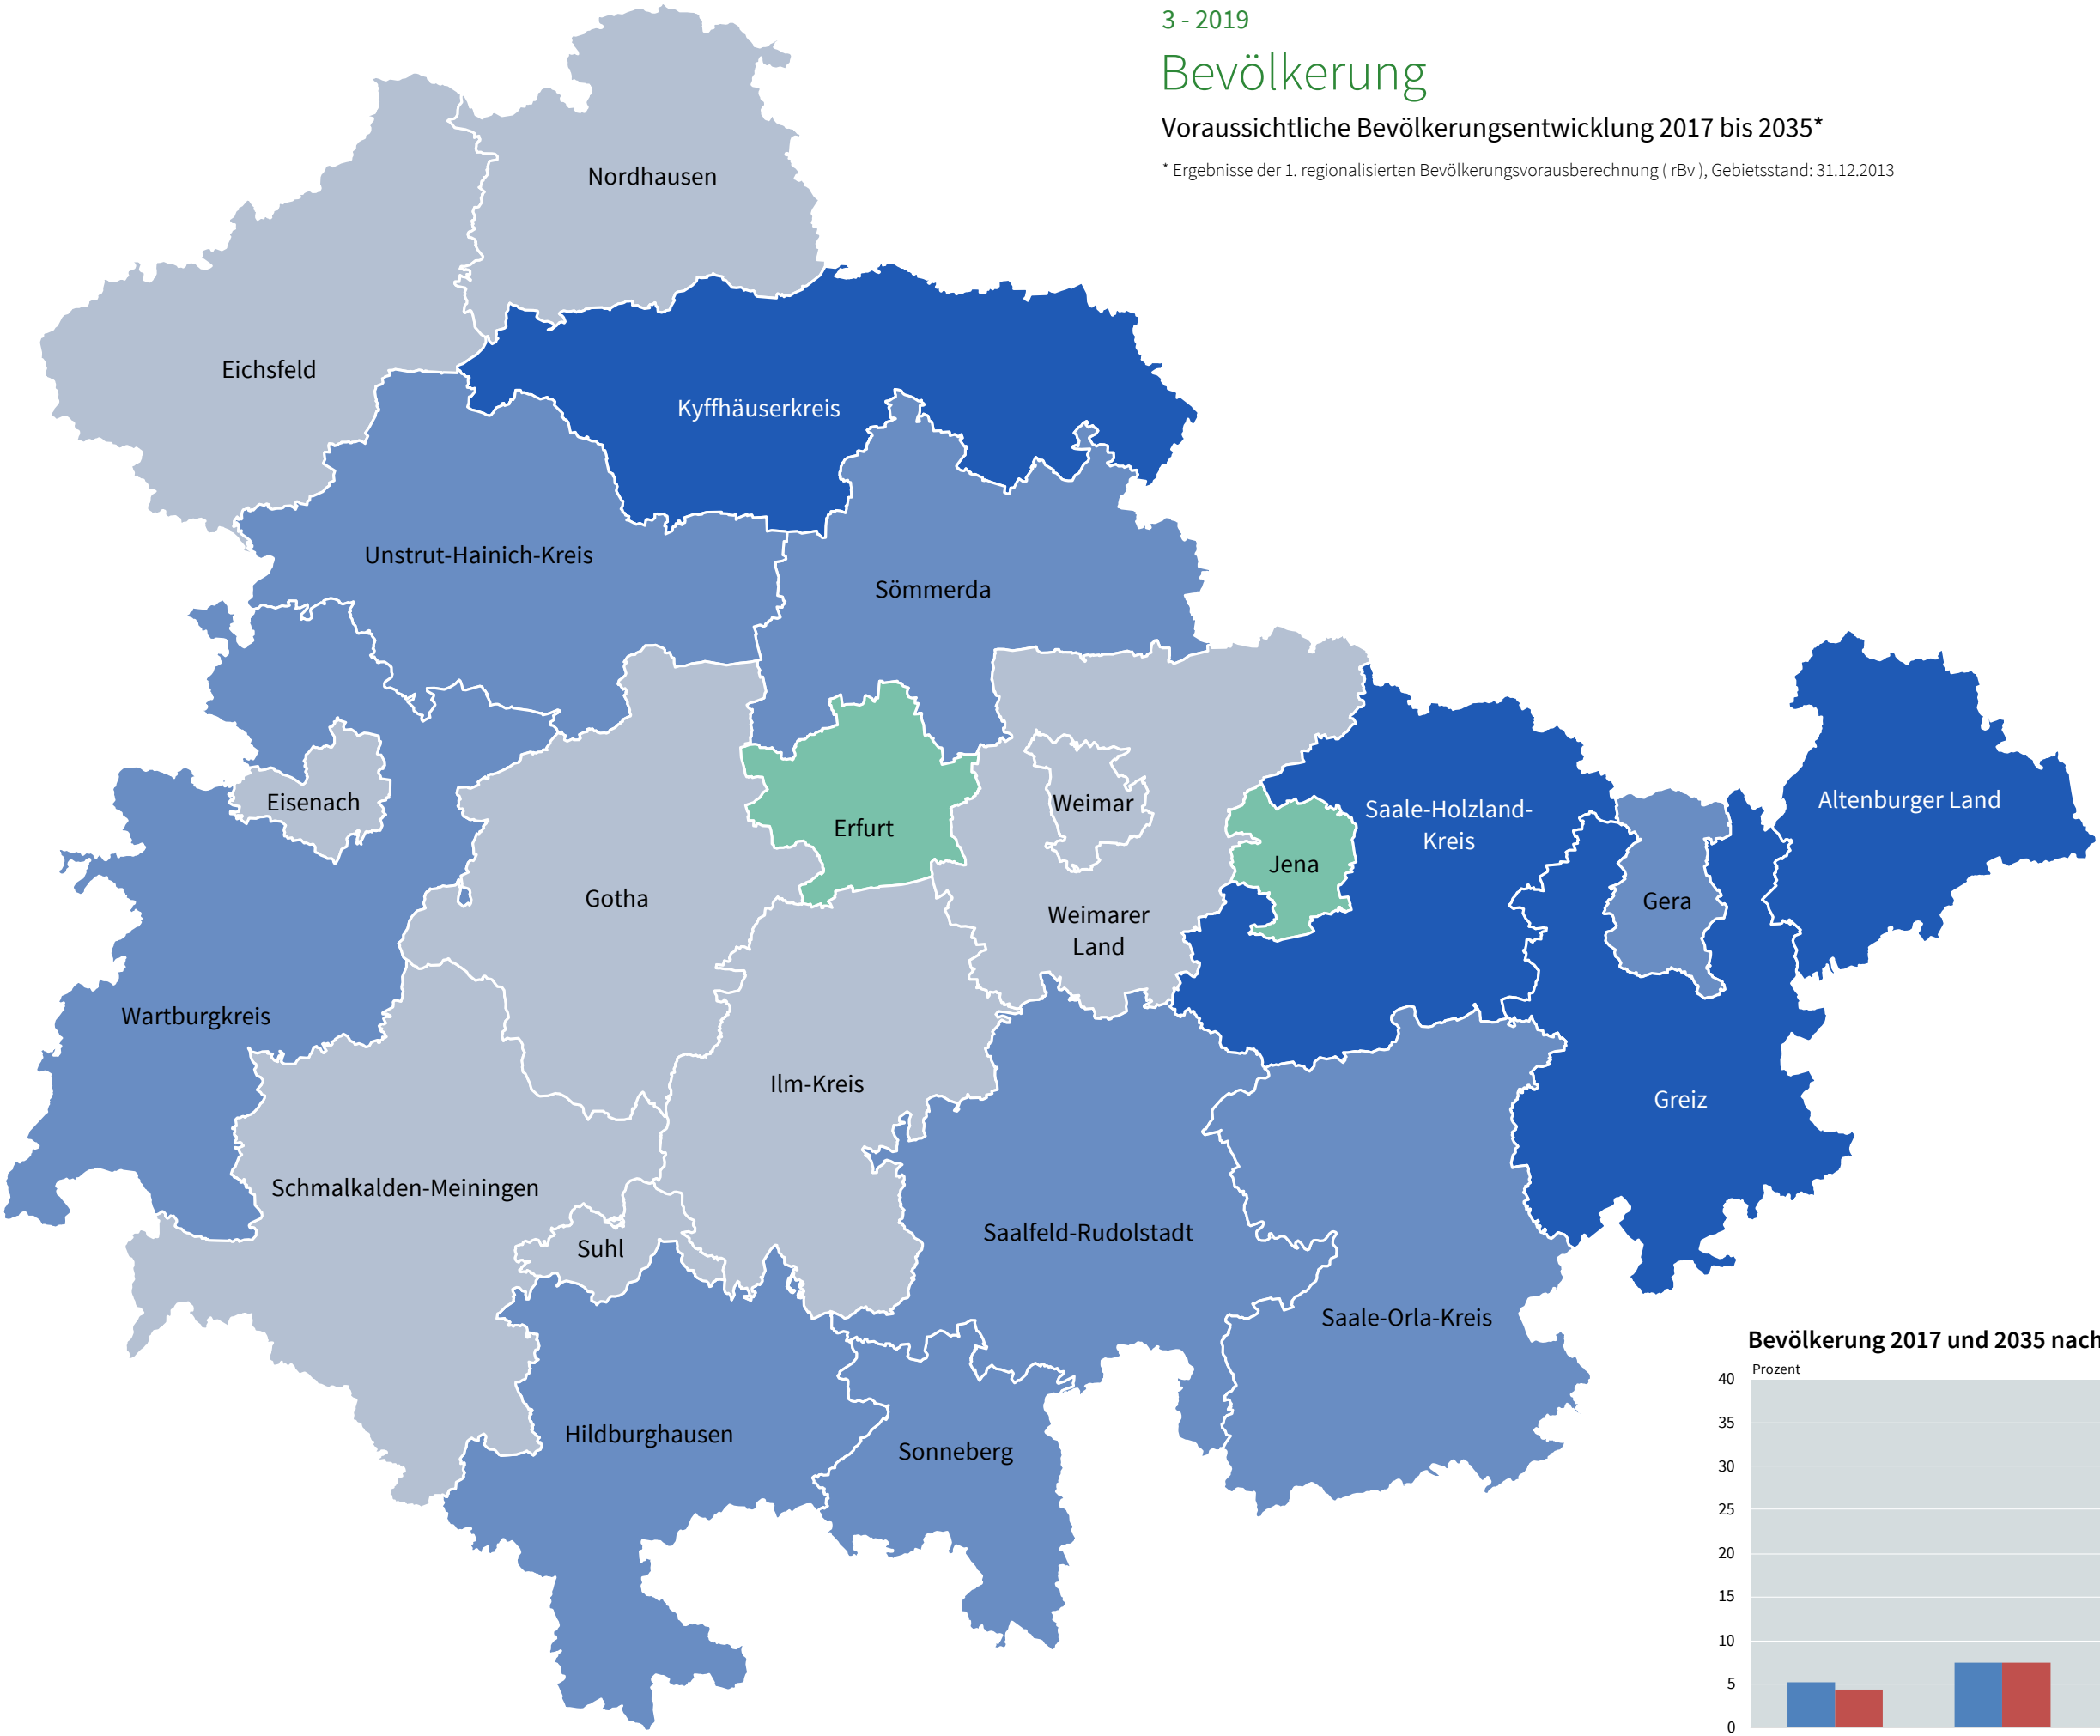 3 - 2019
Bevölkerung
Voraussichtliche Bevölkerungsentwicklung 2017 bis 2035*
* Ergebnisse der 1. regionalisierten Bevölkerungsvorausberechnung ( rBv ), Gebietsstand: 31.12.2013
Nordhausen
Eichsfeld
Kyffhäuserkreis
Unstrut-Hainich-Kreis
Sömmerda
Eisenach
Erfurt
Weimar
Saale-Holzland-
Kreis
Altenburger Land
Jena
Gotha
Gera
Weimarer
Land
Wartburgkreis
Ilm-Kreis
Greiz
Schmalkalden-Meiningen
Suhl
Saalfeld-Rudolstadt
Saale-Orla-Kreis
Hildburghausen
Sonneberg
Bevölkerung 2017 und 2035 nach
Prozent
40
35
30
25
20
15
10
5
0